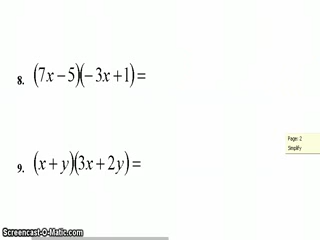 8. (7x−5)(−3x+1)=
Page: 2
Simplify
9. (x+y)(3x+2y)=
Screencast-O-Matic.com